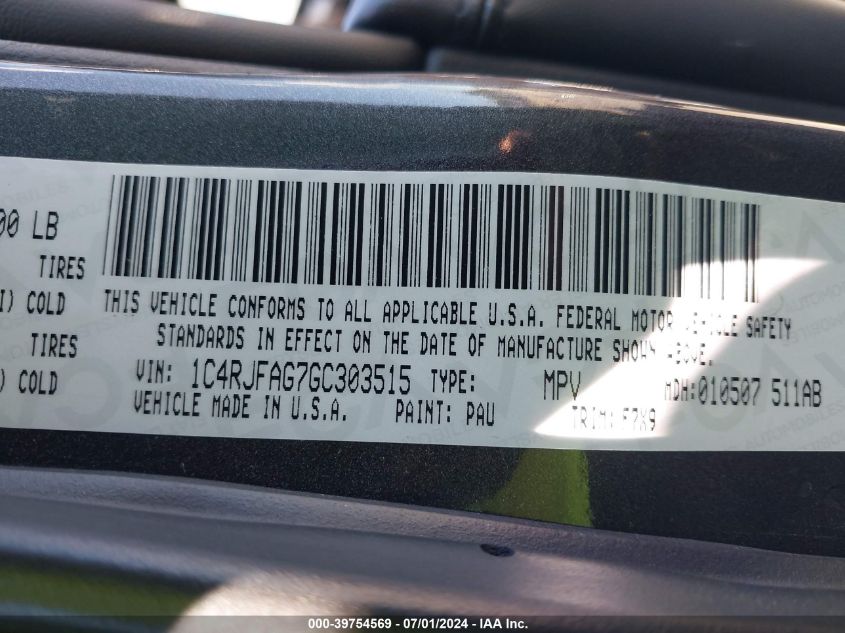 00 LB
TIRES
I) COLD
TIRES
) COLD
THIS VEHICLE CONFORMS TO ALL APPLICABLE U.S.A. FEDERAL MOTOR VEHICLE SAFETY
STANDARDS IN EFFECT ON THE DATE OF MANUFACTURE SHOWN ABOVE.
VIN: 1C4RJFAG7GC303515 TYPE: MPV MDH:010507 511AB
VEHICLE MADE IN U.S.A. PAINT: PAU TRIM: F7X9
000-39754569 - 07/01/2024 - IAA Inc.